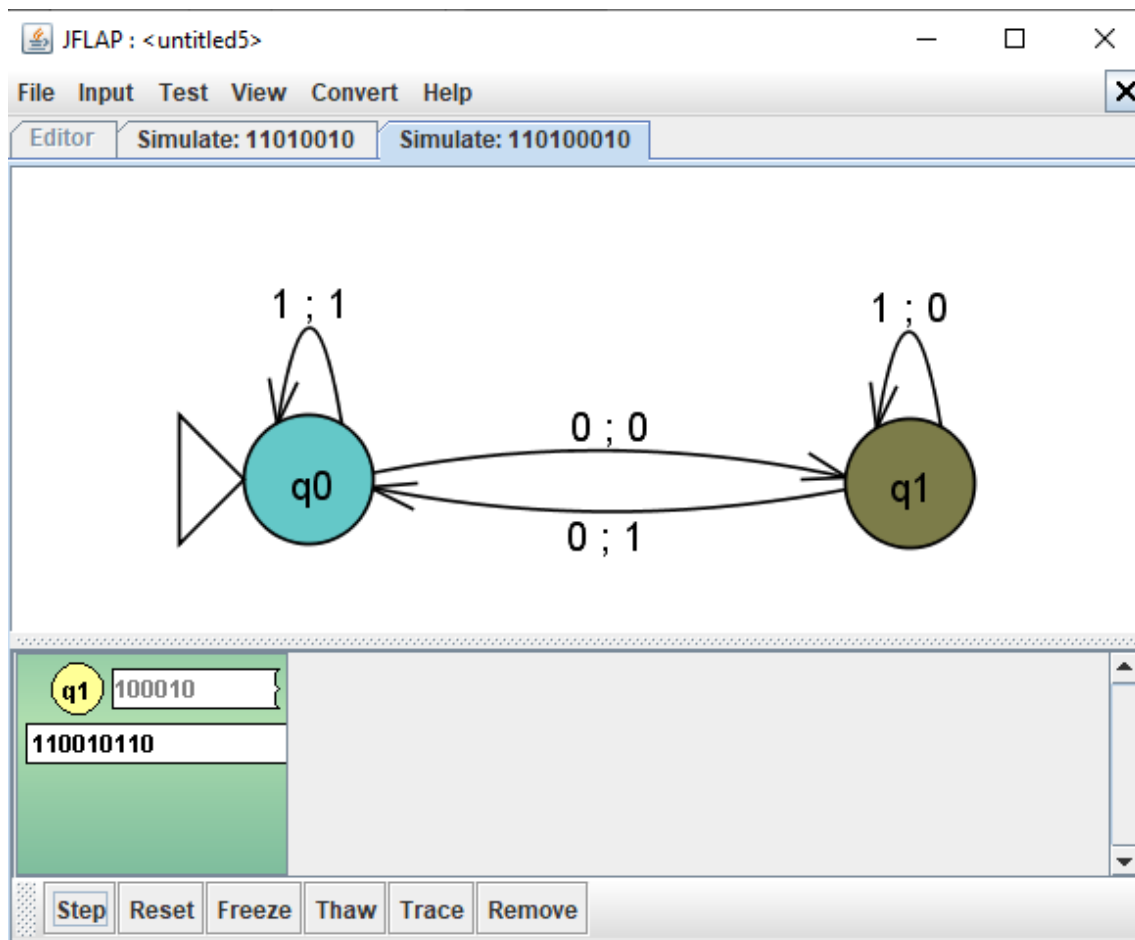 JFLAP : <untitled5>
File Input Test View Convert Help
Editor Simulate: 11010010 Simulate: 110100010
1 ; 1
1 ; 0
0 ; 0
q0
q1
0 ; 1
q1 100010
110010110
Step Reset Freeze Thaw Trace Remove